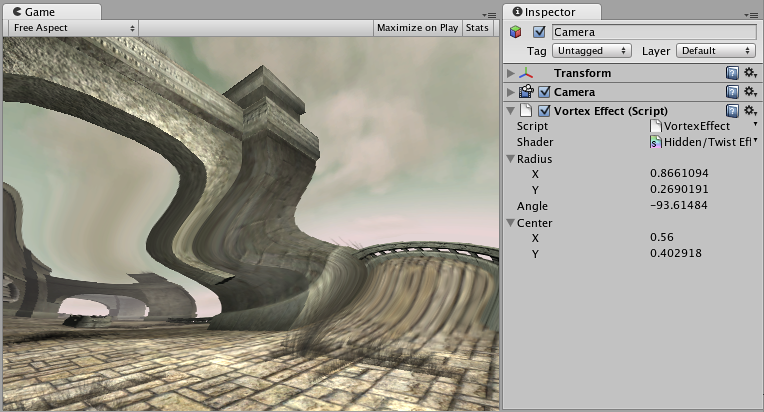 Game
Free Aspect
Maximize on Play
Stats
Inspector
Camera
Tag
Untagged
Layer
Default
Transform
Camera
Vortex Effect (Script)
Script
VortexEffect
Shader
Hidden/Twist Eff
Radius
X
0.8661094
Y
0.2690191
Angle
-93.61484
Center
X
0.56
Y
0.402918